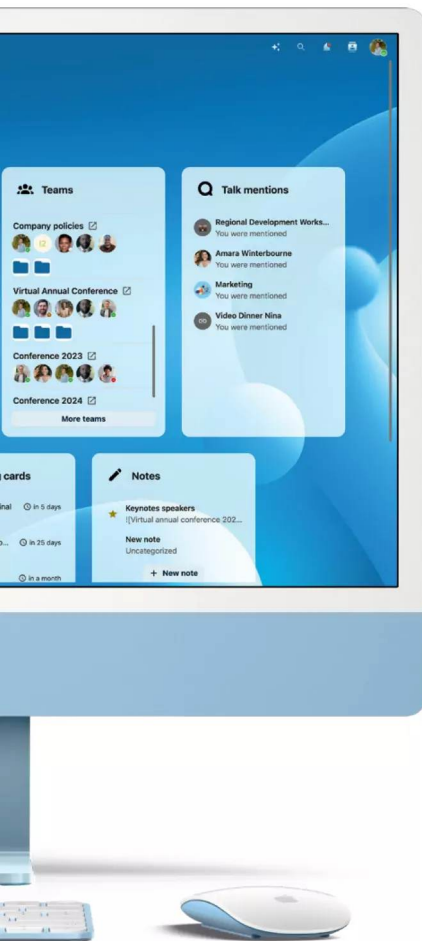 Teams
Company policies
Virtual Annual Conference
Conference 2023
Conference 2024
More teams
Talk mentions
Regional Development Works...
You were mentioned
Amara Winterbourne
You were mentioned
Marketing
You were mentioned
Video Dinner Nina
You were mentioned
cards
inal in 5 days
o... in 25 days
in a month
Notes
Keynotes speakers
![Virtual annual conference 202...
New note
Uncategorized
+ New note